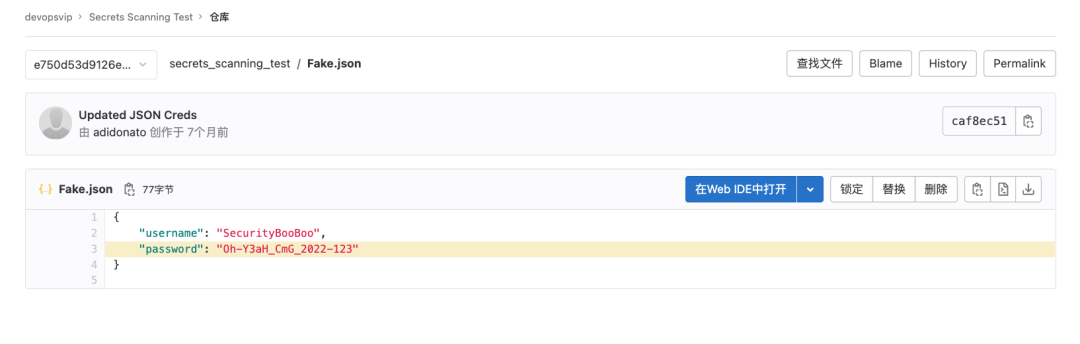 devopsvip > Secrets Scanning Test > 仓库
e750d53d9126e... secrets_scanning_test / Fake.json 查找文件 Blame History Permalink
Updated JSON Creds
由 adidonato 创作于 7个月前
caf8ec51
{..} Fake.json 77字节 在Web IDE中打开 锁定 替换 删除
1 {
2 "username": "SecurityBooBoo",
3 "password": "Oh-Y3aH_CmG_2022-123"
4 }
5